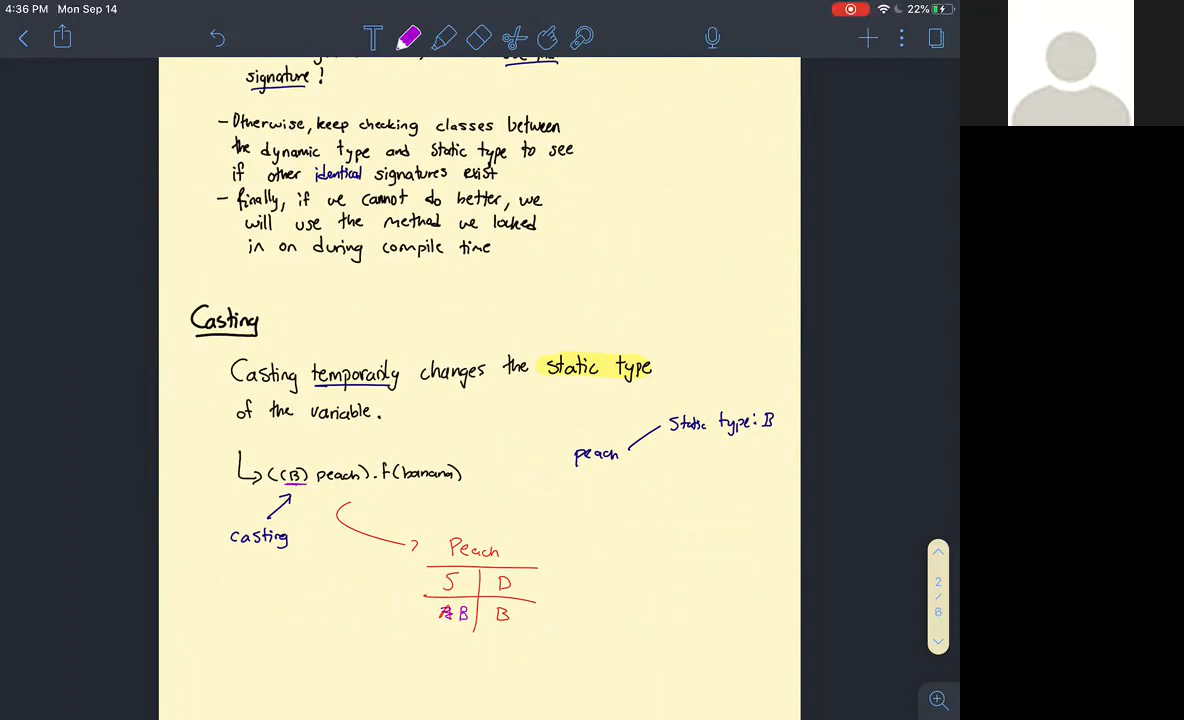 4:36 PM Mon Sep 14
22%
T
signature!
- Otherwise, keep checking classes between
the dynamic type and static type to see
if other identical signatures exist
- finally, if we cannot do better, we
will use the method we locked
in on during compile time
Casting
Casting temporarily changes the static type
of the variable.
Static type: B
peach
((B) peach).f(banana)
casting
Peach
S D
B B
2 / 6